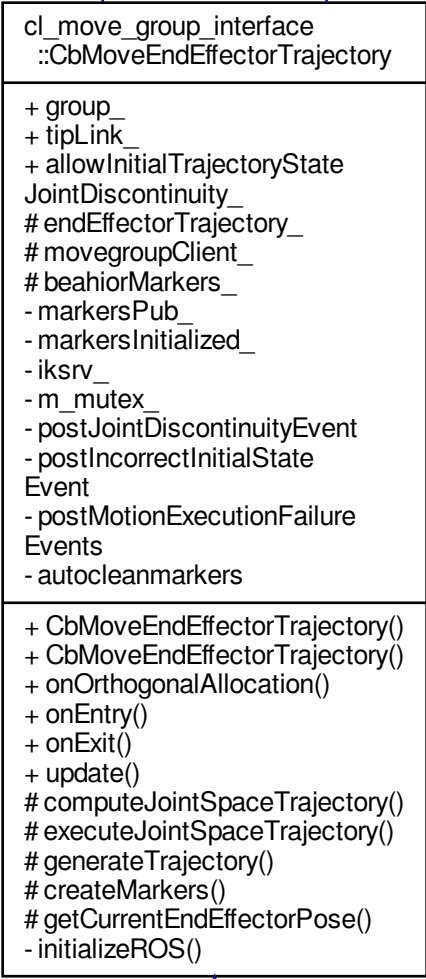 cl_move_group_interface
::CbMoveEndEffectorTrajectory
+ group_
+ tipLink_
+ allowInitialTrajectoryState
JointDiscontinuity_
# endEffectorTrajectory_
# movegroupClient_
# beahiorMarkers_
- markersPub_
- markersInitialized_
- iksrv_
- m_mutex_
- postJointDiscontinuityEvent
- postIncorrectInitialState
Event
- postMotionExecutionFailure
Events
- autocleanmarkers
+ CbMoveEndEffectorTrajectory()
+ CbMoveEndEffectorTrajectory()
+ onOrthogonalAllocation()
+ onEntry()
+ onExit()
+ update()
# computeJointSpaceTrajectory()
# executeJointSpaceTrajectory()
# generateTrajectory()
# createMarkers()
# getCurrentEndEffectorPose()
- initializeROS()